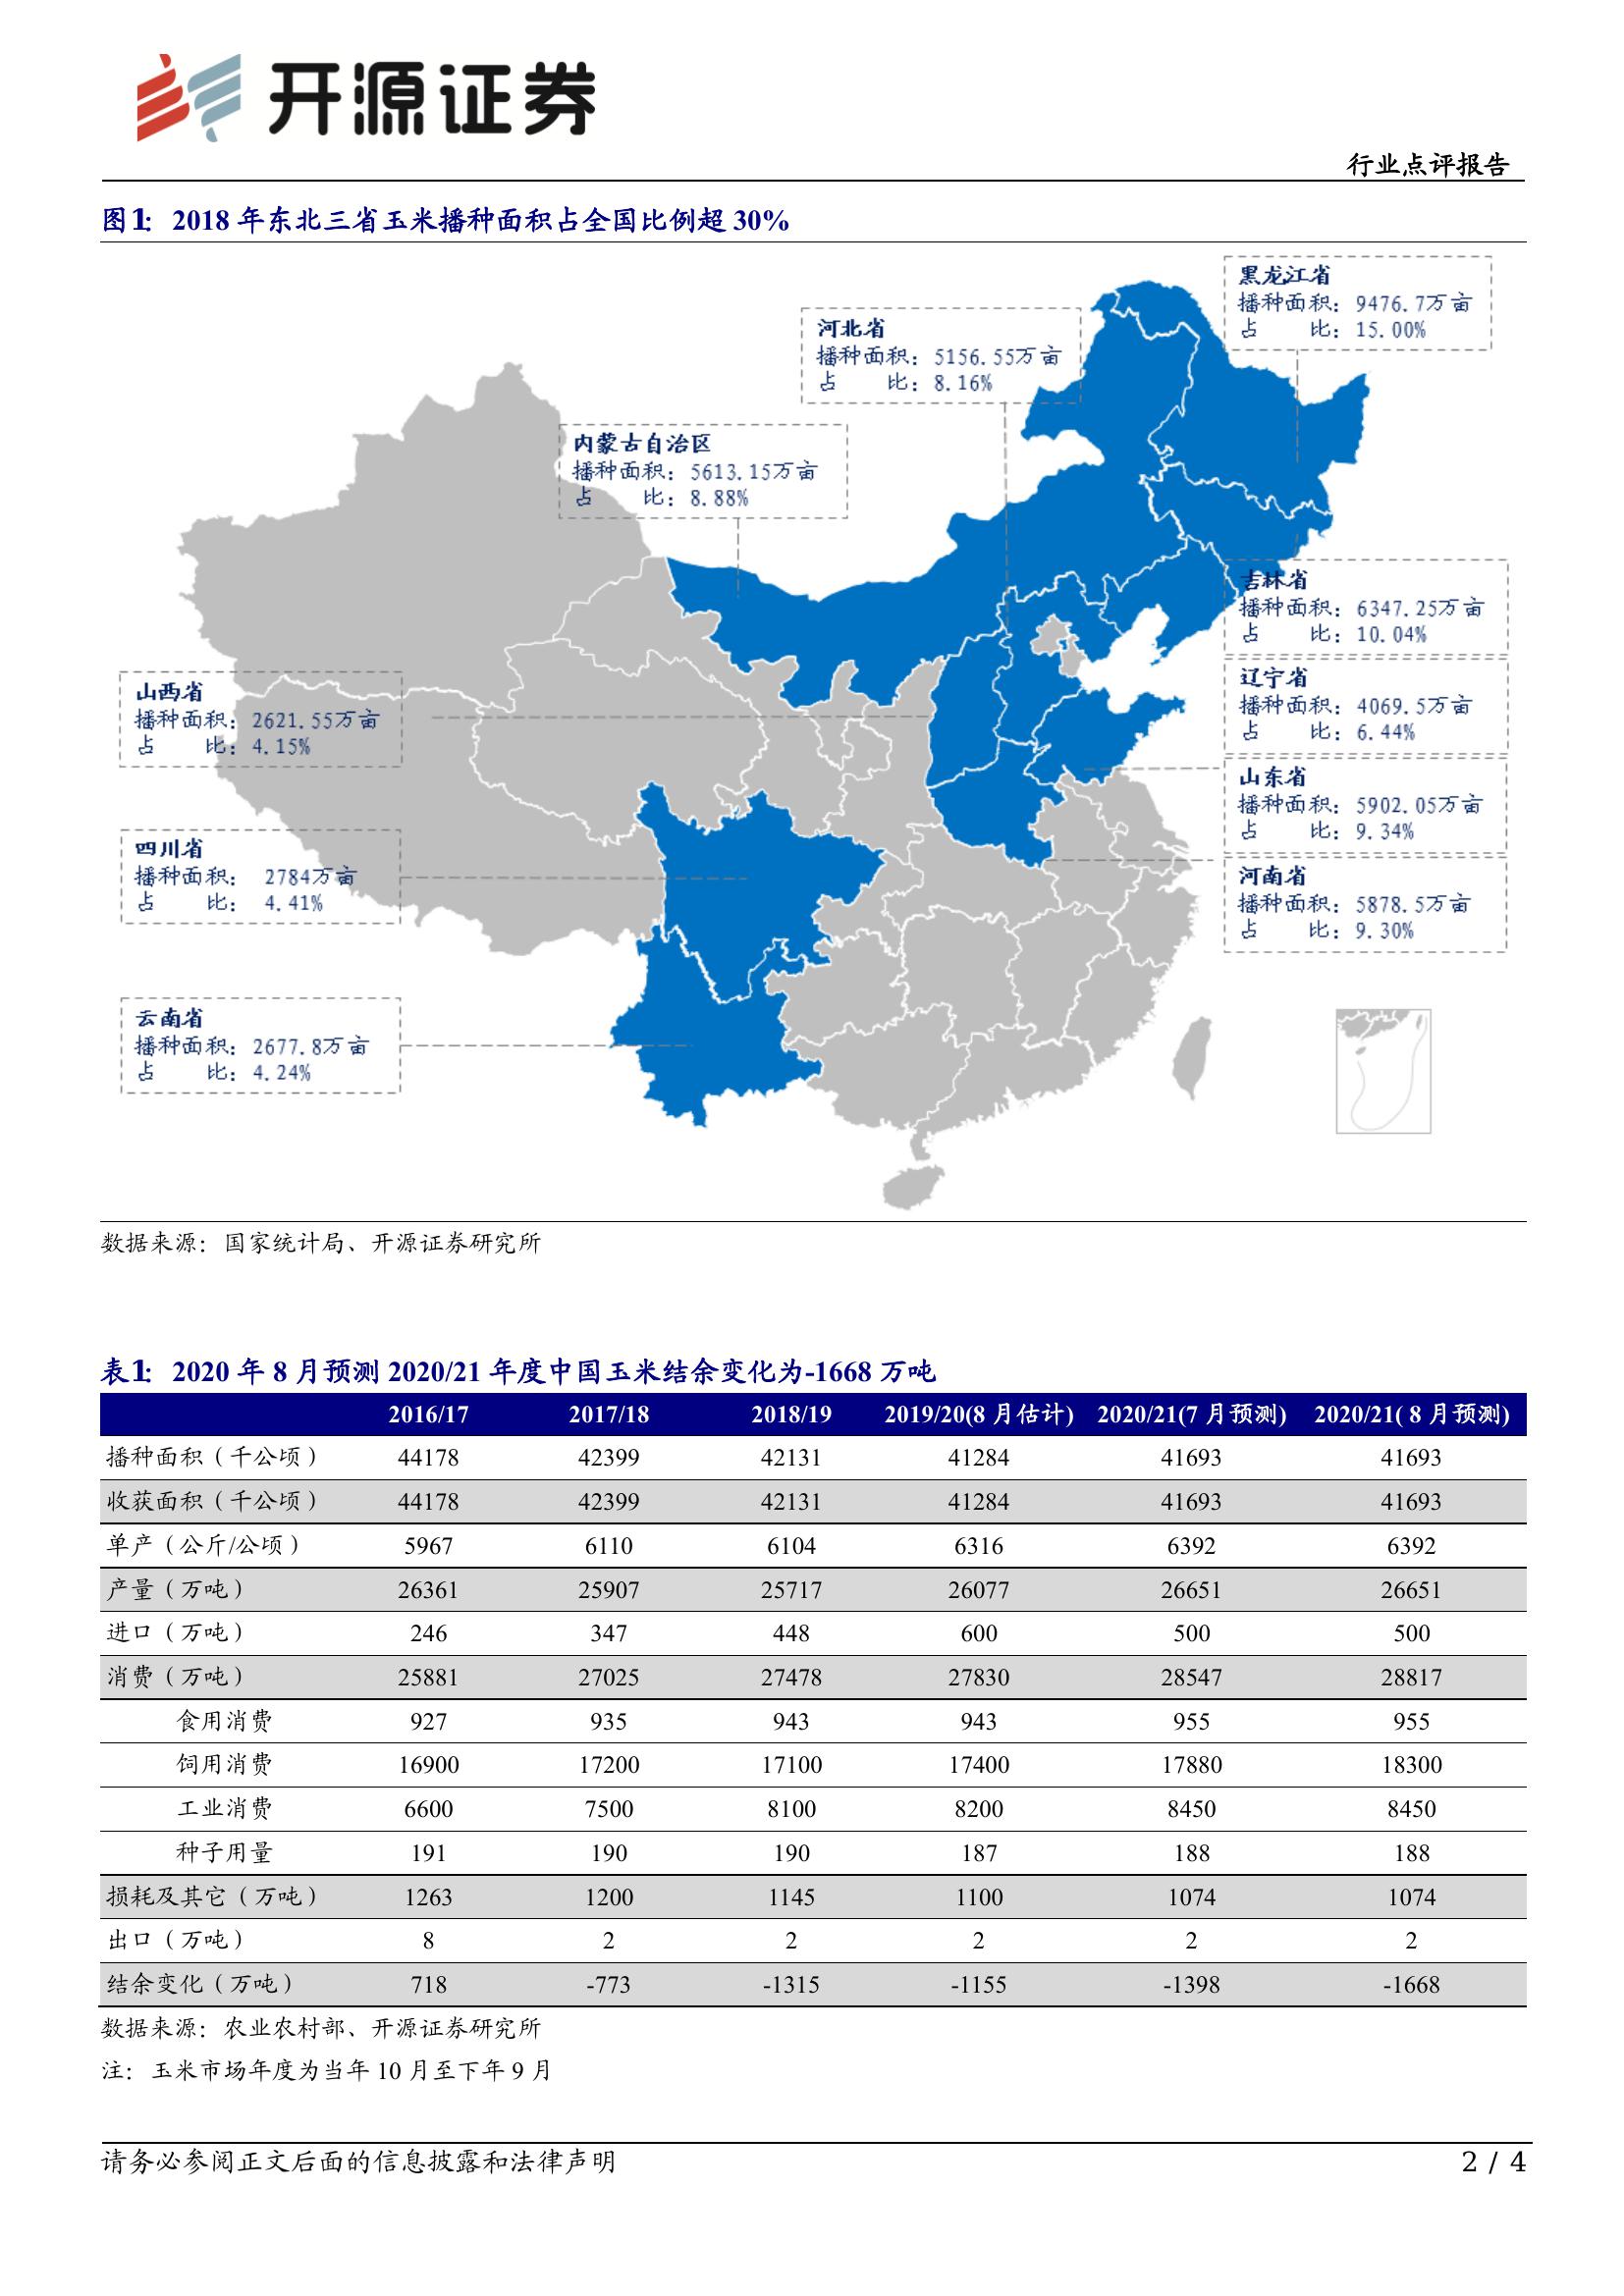 开源证券
行业点评报告
图1: 2018 年东北三省玉米播种面积占全国比例超 30%
黑龙江省
播种面积: 9476.7万亩
占 比: 15.00%
河北省
播种面积: 5156.55万亩
占 比: 8.16%
内蒙古自治区
播种面积: 5613.15万亩
占 比: 8.88%
吉林省
播种面积: 6347.25万亩
占 比: 10.04%
山西省
播种面积: 2621.55万亩
占 比: 4.15%
辽宁省
播种面积: 4069.5万亩
占 比: 6.44%
山东省
播种面积: 5902.05万亩
占 比: 9.34%
四川省
播种面积: 2784万亩
占 比: 4.41%
河南省
播种面积: 5878.5万亩
占 比: 9.30%
云南省
播种面积: 2677.8万亩
占 比: 4.24%
数据来源：国家统计局、开源证券研究所
表1: 2020 年 8 月预测 2020/21 年度中国玉米结余变化为-1668 万吨
2016/17 2017/18 2018/19 2019/20(8 月估计) 2020/21(7 月预测) 2020/21( 8 月预测)
播种面积（千公顷） 44178 42399 42131 41284 41693 41693
收获面积（千公顷） 44178 42399 42131 41284 41693 41693
单产（公斤/公顷） 5967 6110 6104 6316 6392 6392
产量（万吨） 26361 25907 25717 26077 26651 26651
进口（万吨） 246 347 448 600 500 500
消费（万吨） 25881 27025 27478 27830 28547 28817
食用消费 927 935 943 943 955 955
饲用消费 16900 17200 17100 17400 17880 18300
工业消费 6600 7500 8100 8200 8450 8450
种子用量 191 190 190 187 188 188
损耗及其它（万吨） 1263 1200 1145 1100 1074 1074
出口（万吨） 8 2 2 2 2 2
结余变化（万吨） 718 -773 -1315 -1155 -1398 -1668
数据来源：农业农村部、开源证券研究所
注：玉米市场年度为当年 10 月至下年 9 月
请务必参阅正文后面的信息披露和法律声明
2 / 4